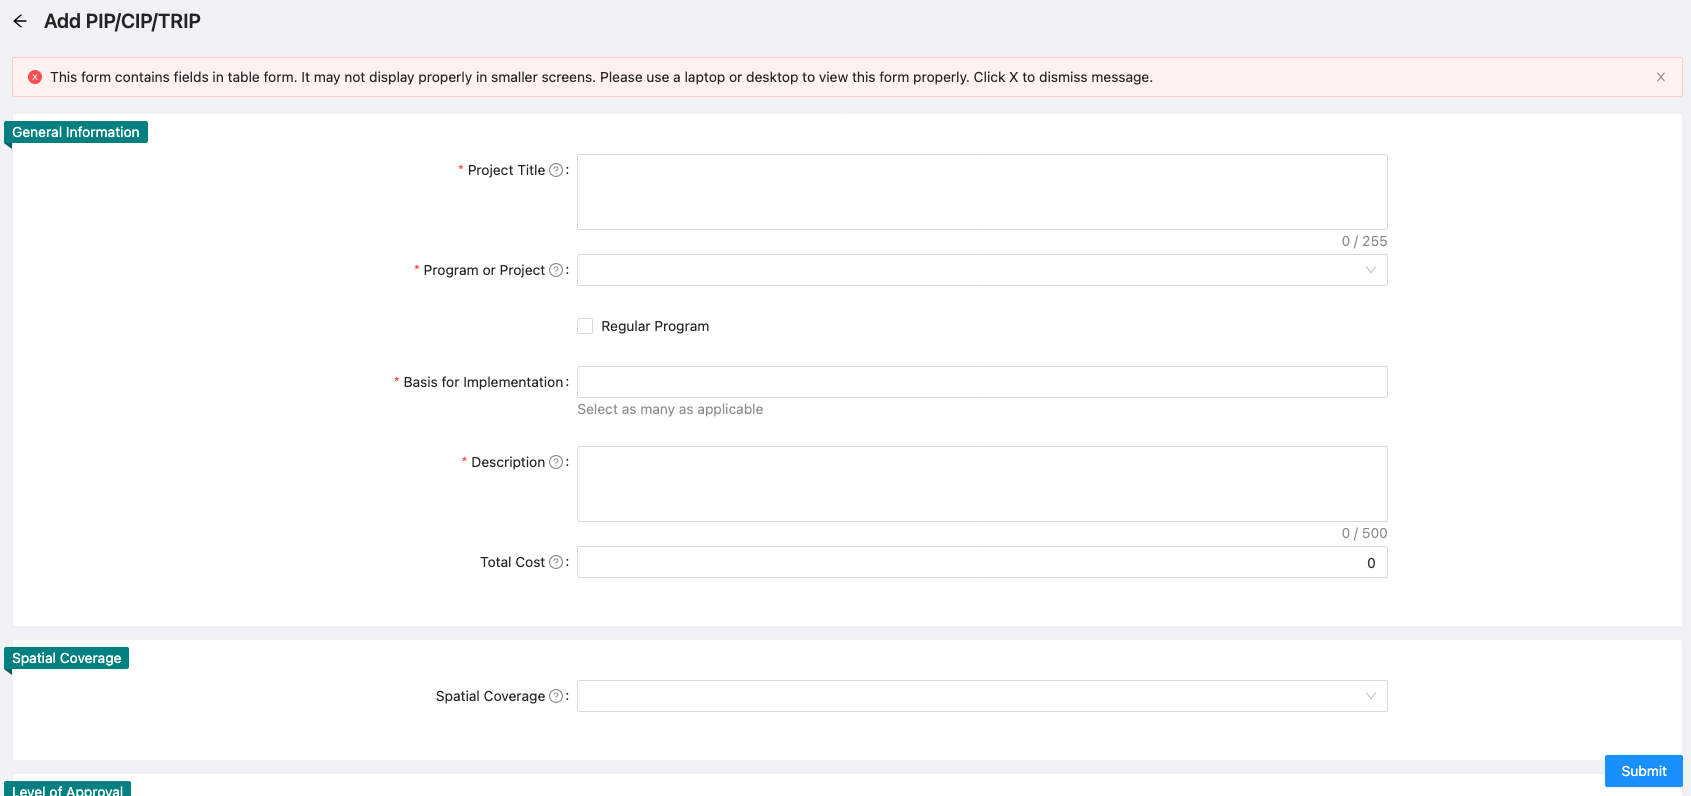 Add PIP/CIP/TRIP
This form contains fields in table form. It may not display properly in smaller screens. Please use a laptop or desktop to view this form properly. Click X to dismiss message.
General Information
* Project Title ? :
0 / 255
* Program or Project ? :
Regular Program
* Basis for Implementation :
Select as many as applicable
* Description ? :
0 / 500
Total Cost ? : 0
Spatial Coverage
Spatial Coverage ? :
Submit
Level of Approval